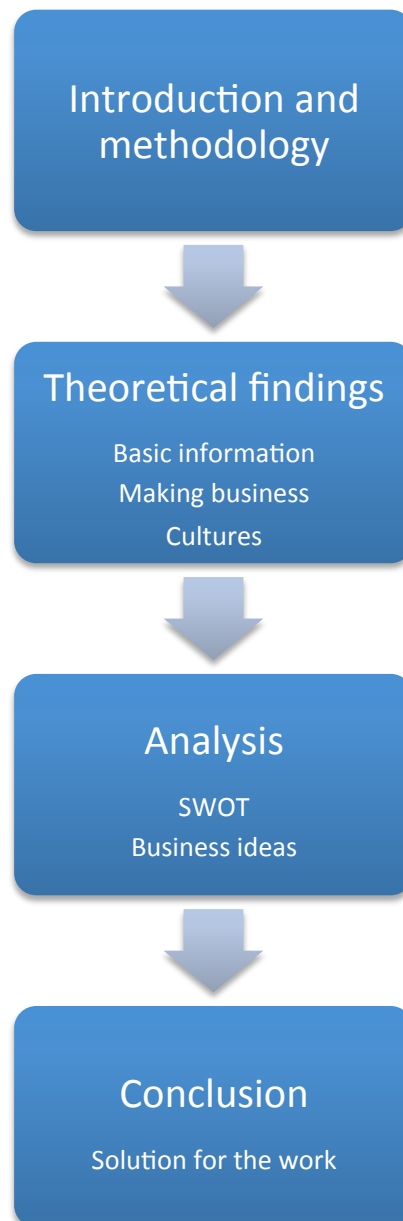 Introduction and
methodology
Theoretical findings
Basic information
Making business
Cultures
Analysis
SWOT
Business ideas
Conclusion
Solution for the work